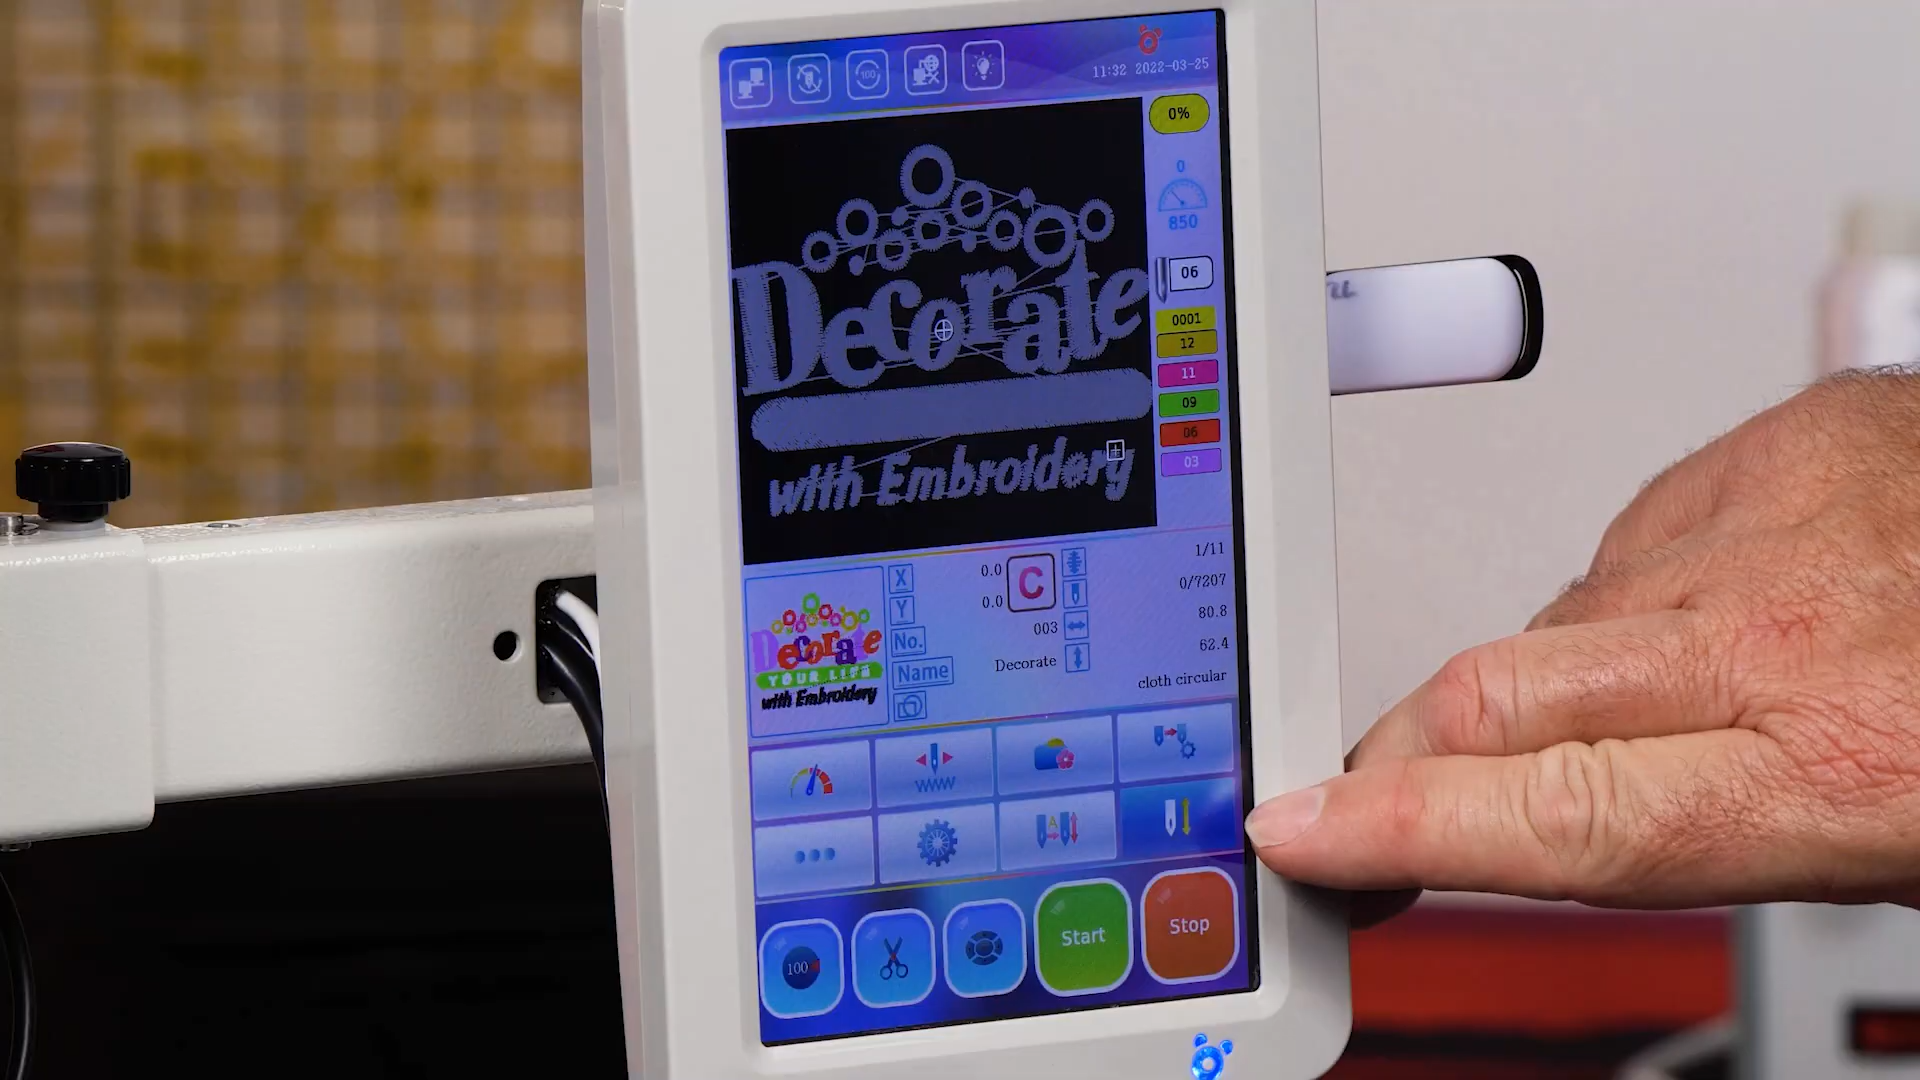 100
11:32 2022-03-25
0%
0
850
06
0001
12
11
09
06
03
Decorate
with Embroidery
Decorate
YOUR LIFE
with Embroidery
X 0.0
Y 0.0
C
No. 003
Name Decorate
1/11
0/7207
80.8
62.4
cloth circular
A
100
Start
Stop